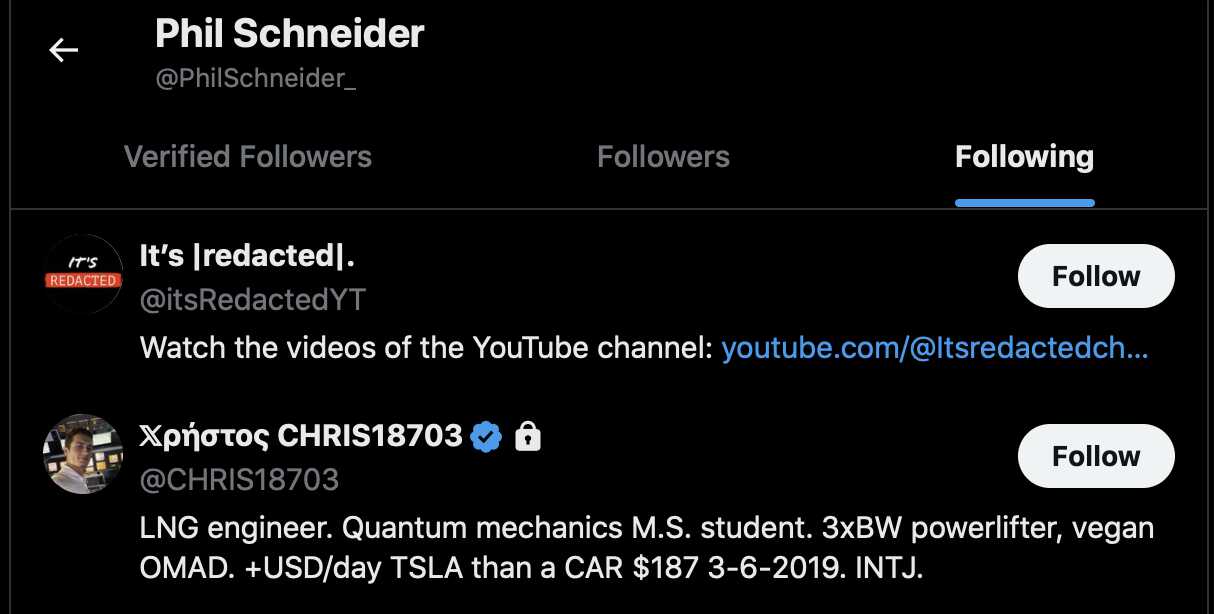 Phil Schneider
@PhilSchneider_
Verified Followers Followers Following
IT'S
REDACTED
It’s |redacted|.
@itsRedactedYT
Follow
Watch the videos of the YouTube channel: youtube.com/@Itsredactedch…
𝕏ρήστος CHRIS18703
@CHRIS18703
Follow
LNG engineer. Quantum mechanics M.S. student. 3xBW powerlifter, vegan
OMAD. +USD/day TSLA than a CAR $187 3-6-2019. INTJ.